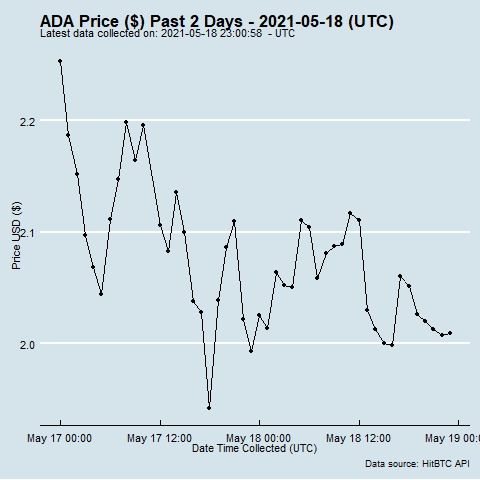 ADA Price ($) Past 2 Days - 2021-05-18 (UTC)
Latest data collected on: 2021-05-18 23:00:58  - UTC
2.2
2.1
2.0
Price USD ($)
May 17 00:00
May 17 12:00
May 18 00:00
May 18 12:00
May 19 00:
Date Time Collected (UTC)
Data source: HitBTC API